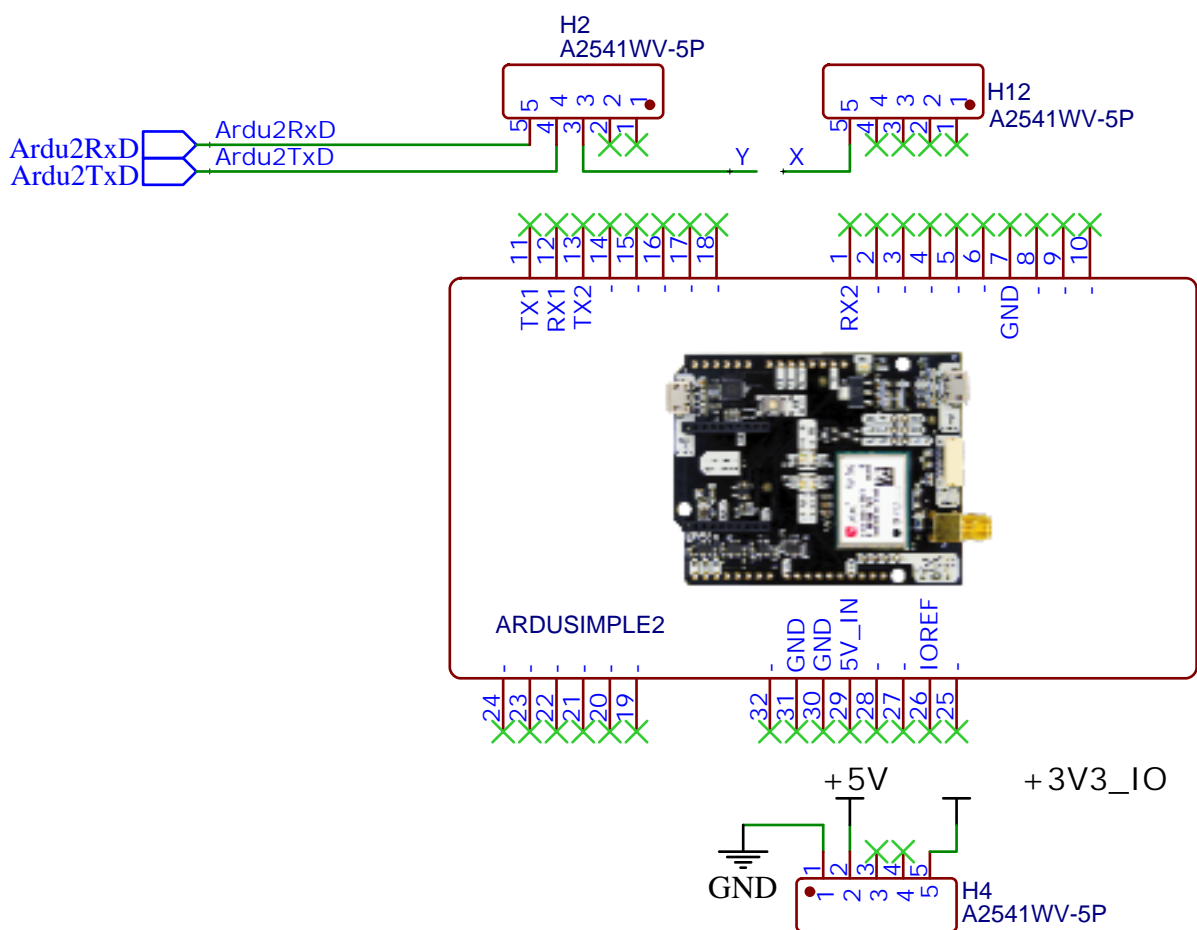 H2
A2541WV-5P
5 4 3 2 1
5 4 3 2 1
H12
A2541WV-5P
5 4 3 2 1
5 4 3 2 1
Ardu2RxD
Ardu2RxD
Ardu2TxD
Ardu2TxD
Y
X
11 12 13 14 15 16 17 18
1 2 3 4 5 6 7 8 9 10
TX1 RX1 TX2 - - - - -
RX2 - - - - - GND - - -
ARDUSIMPLE2
- - - - - -
- GND GND 5V_IN - - IOREF -
24 23 22 21 20 19
32 31 30 29 28 27 26 25
+5V
+3V3_IO
GND
1 2 3 4 5
1 2 3 4 5
H4
A2541WV-5P